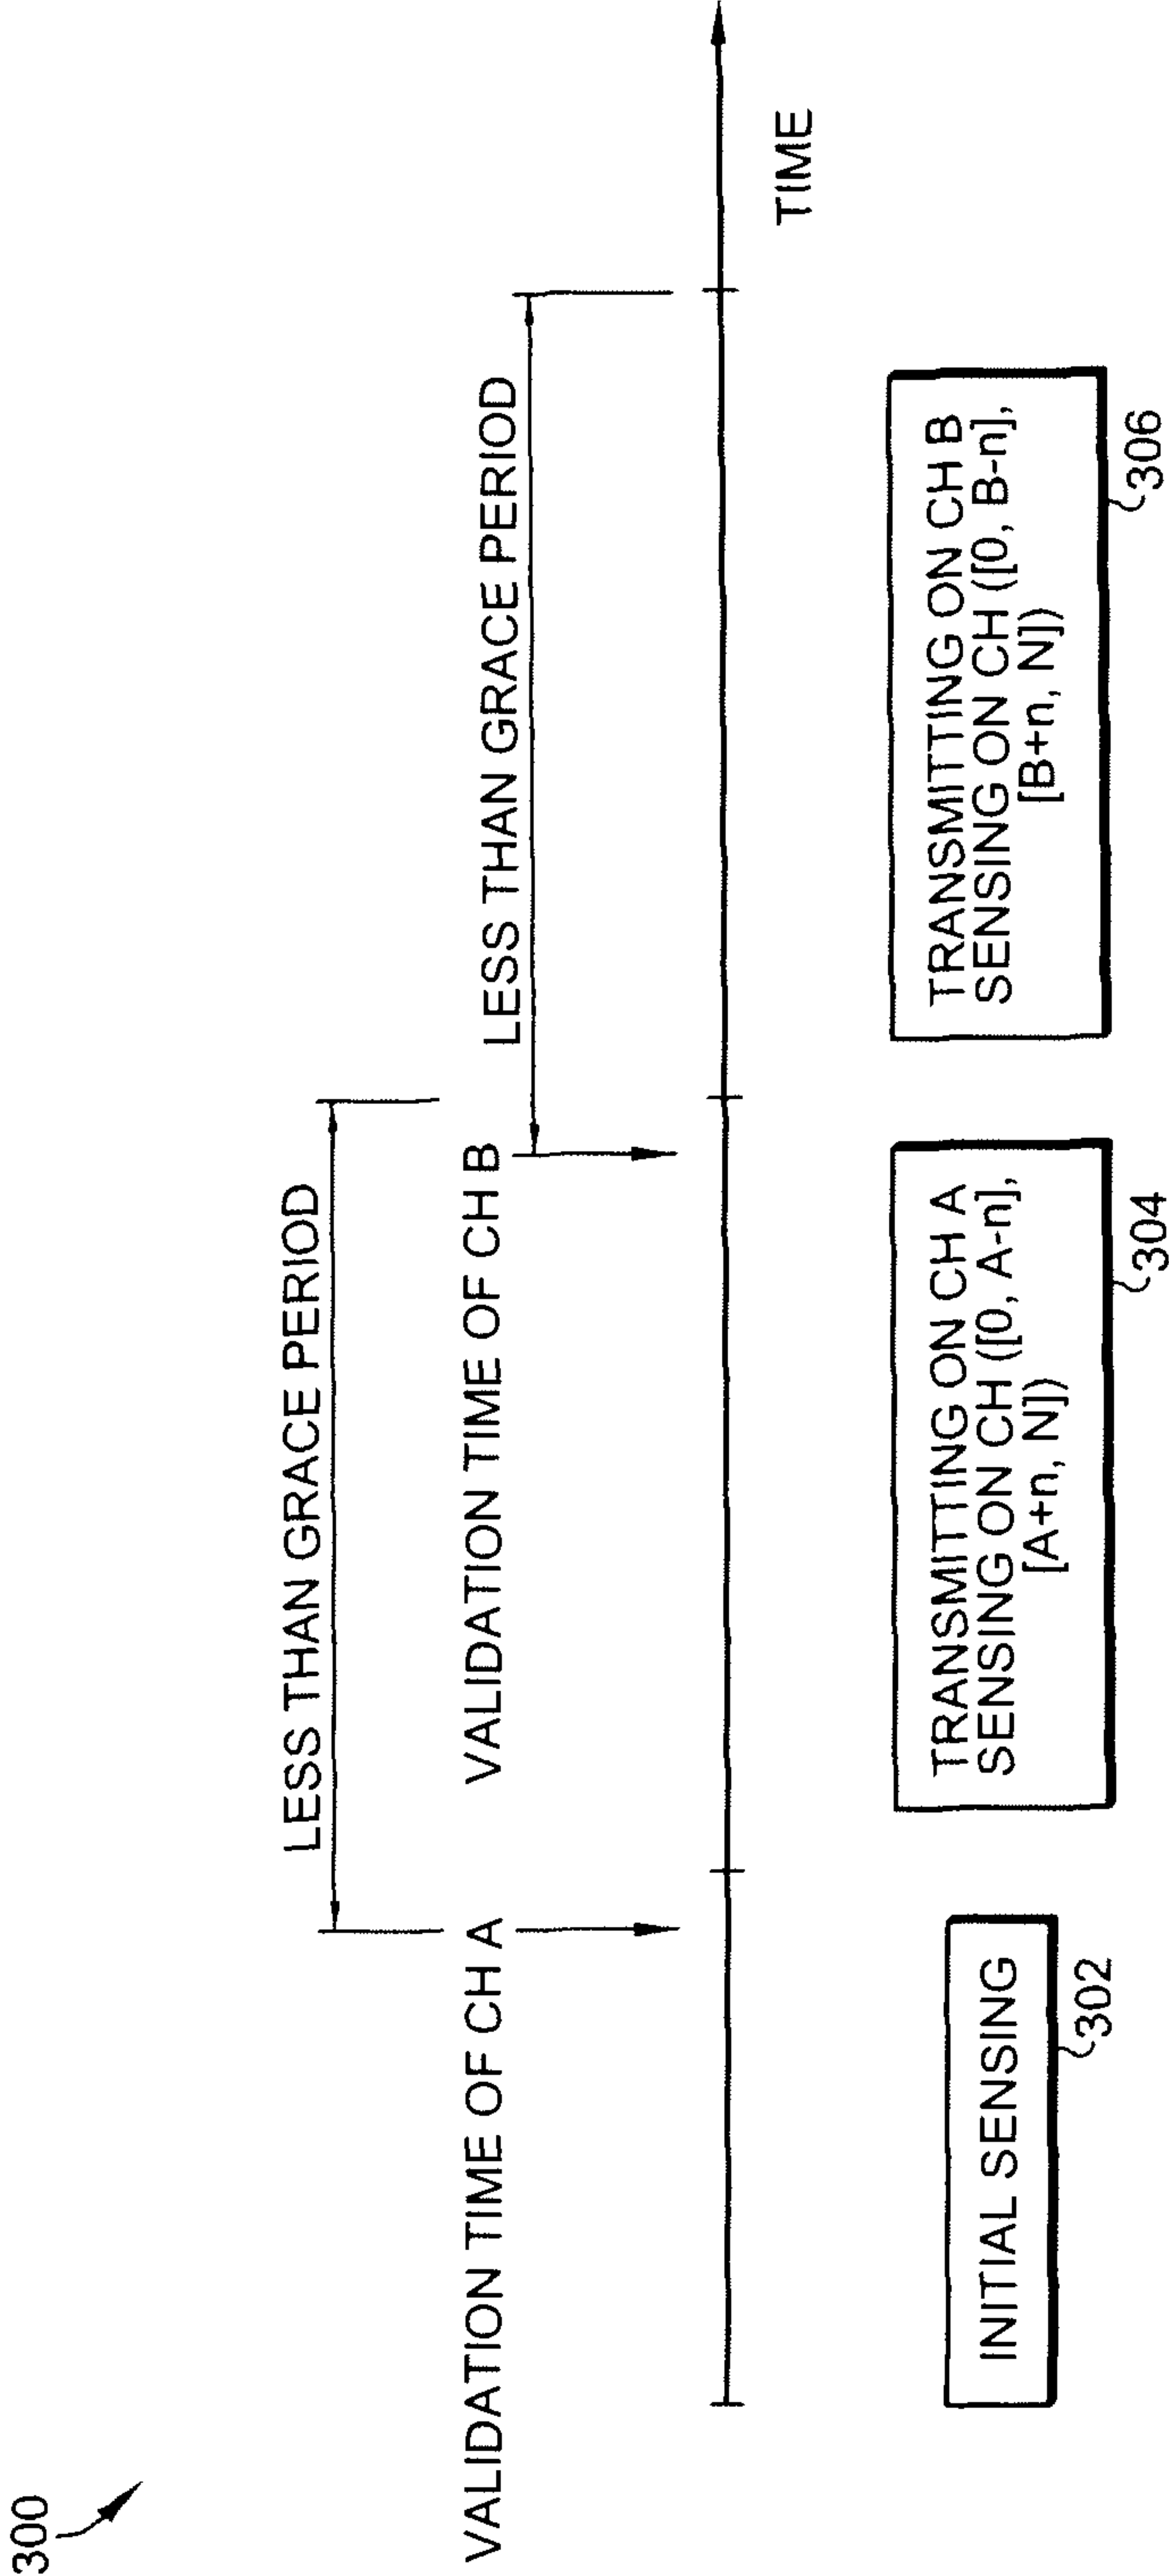 300
LESS THAN GRACE PERIOD
VALIDATION TIME OF CH A
VALIDATION TIME OF CH B
LESS THAN GRACE PERIOD
TIME
INITIAL SENSING
302
TRANSMITTING ON CH A
SENSING ON CH ([0, A-n],
[A+n, N])
304
TRANSMITTING ON CH B
SENSING ON CH ([0, B-n],
[B+n, N])
306